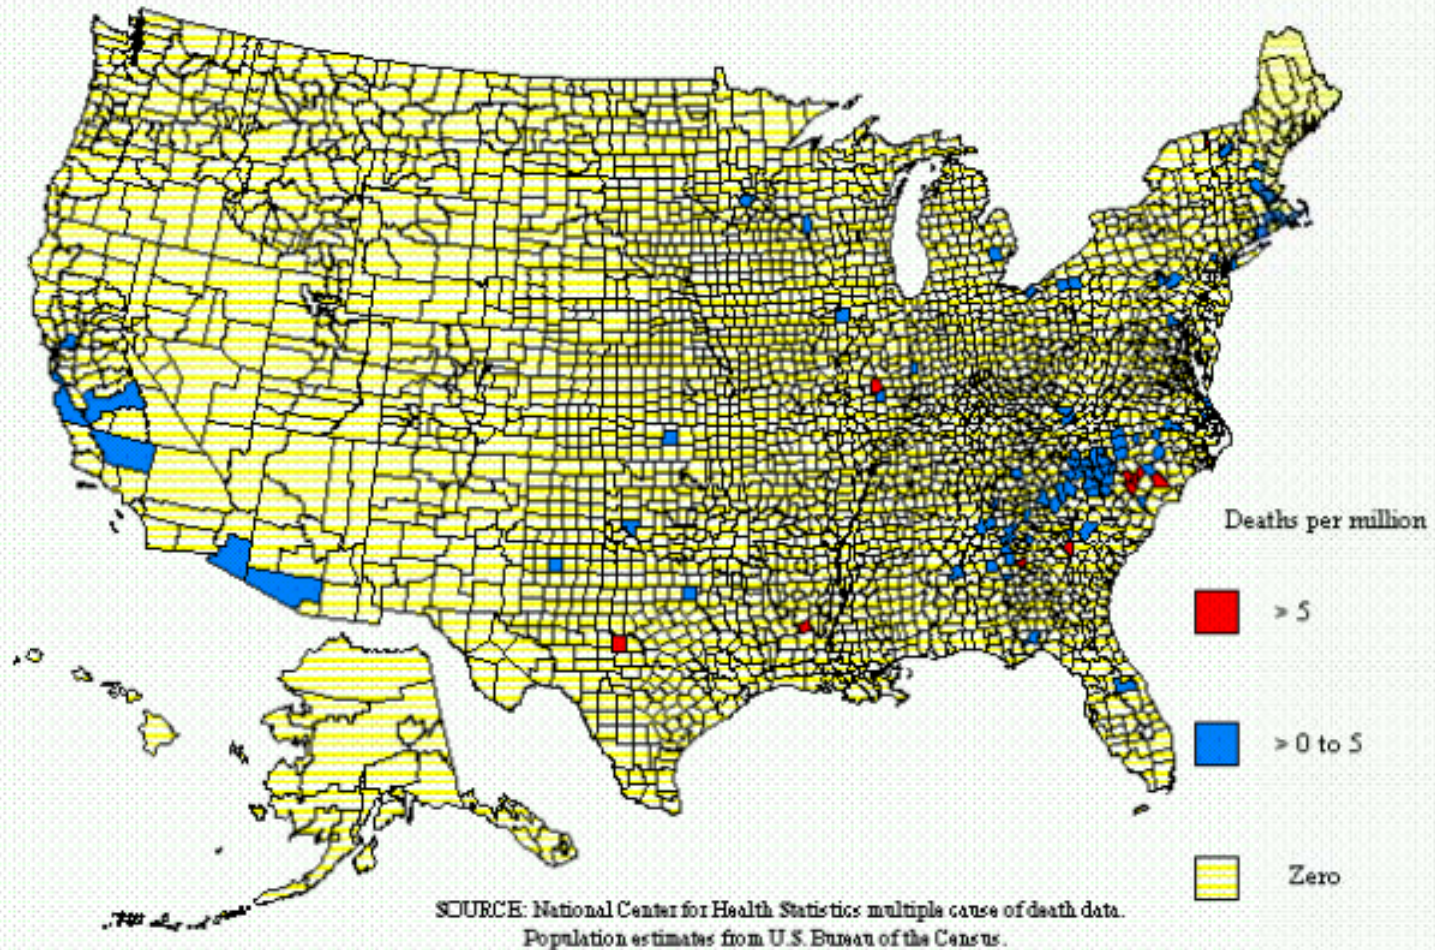 Deaths per million
> 5
> 0 to 5
Zero
SOURCE: National Center for Health Statistics multiple cause of death data.
Population estimates from U.S. Bureau of the Census.